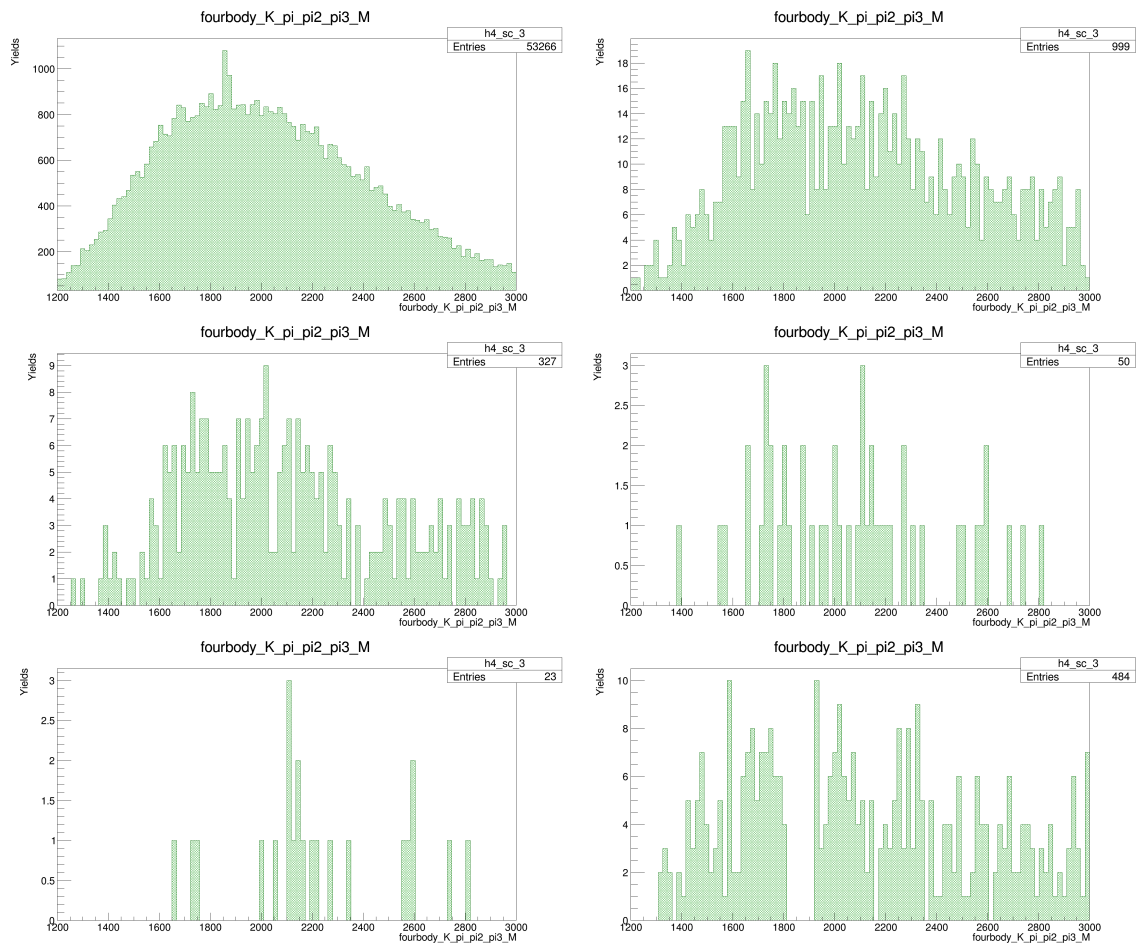 fourbody_K_pi_pi2_pi3_M
h4_sc_3
Entries 53266
Yields
1000
800
600
400
200
1200 1400 1600 1800 2000 2200 2400 2600 2800 3000
fourbody_K_pi_pi2_pi3_M
fourbody_K_pi_pi2_pi3_M
h4_sc_3
Entries 999
Yields
18
16
14
12
10
8
6
4
2
0
1200 1400 1600 1800 2000 2200 2400 2600 2800 3000
fourbody_K_pi_pi2_pi3_M
fourbody_K_pi_pi2_pi3_M
h4_sc_3
Entries 327
Yields
9
8
7
6
5
4
3
2
1
0
1200 1400 1600 1800 2000 2200 2400 2600 2800 3000
fourbody_K_pi_pi2_pi3_M
fourbody_K_pi_pi2_pi3_M
h4_sc_3
Entries 50
Yields
3
2.5
2
1.5
1
0.5
0
1200 1400 1600 1800 2000 2200 2400 2600 2800 3000
fourbody_K_pi_pi2_pi3_M
fourbody_K_pi_pi2_pi3_M
h4_sc_3
Entries 23
Yields
3
2.5
2
1.5
1
0.5
0
1200 1400 1600 1800 2000 2200 2400 2600 2800 3000
fourbody_K_pi_pi2_pi3_M
fourbody_K_pi_pi2_pi3_M
h4_sc_3
Entries 484
Yields
10
8
6
4
2
0
1200 1400 1600 1800 2000 2200 2400 2600 2800 3000
fourbody_K_pi_pi2_pi3_M